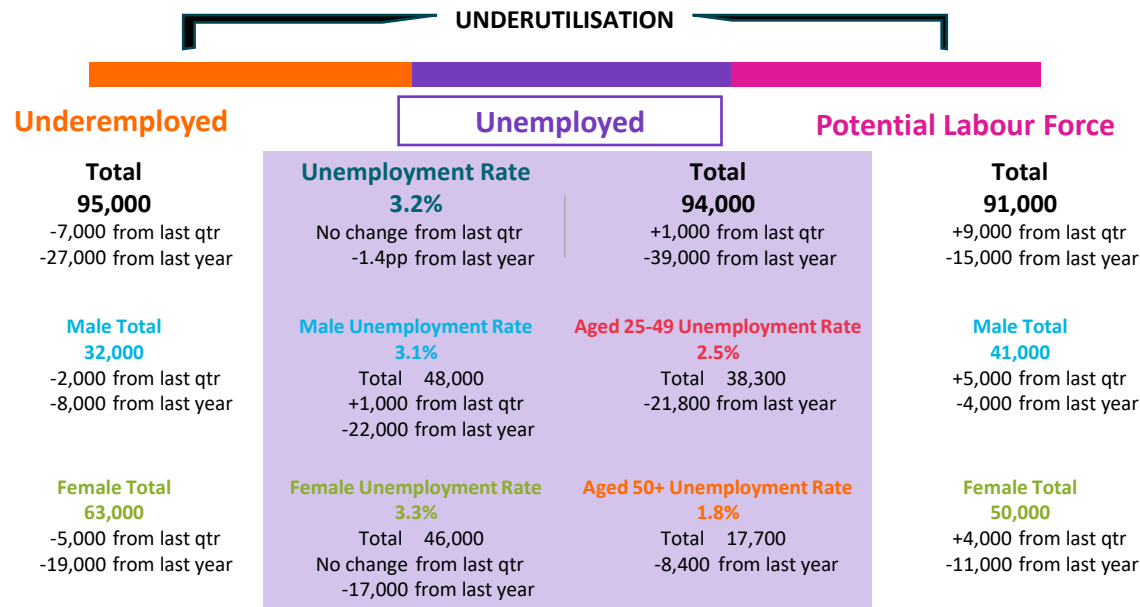 UNDERUTILISATION
Underemployed
Unemployed
Potential Labour Force
Total
95,000
-7,000 from last qtr
-27,000 from last year
Unemployment Rate
3.2%
No change from last qtr
-1.4pp from last year
Total
94,000
+1,000 from last qtr
-39,000 from last year
Total
91,000
+9,000 from last qtr
-15,000 from last year
Male Total
32,000
-2,000 from last qtr
-8,000 from last year
Male Unemployment Rate
3.1%
Total 48,000
+1,000 from last qtr
-22,000 from last year
Aged 25-49 Unemployment Rate
2.5%
Total 38,300
-21,800 from last year
Male Total
41,000
+5,000 from last qtr
-4,000 from last year
Female Total
63,000
-5,000 from last qtr
-19,000 from last year
Female Unemployment Rate
3.3%
Total 46,000
No change from last qtr
-17,000 from last year
Aged 50+ Unemployment Rate
1.8%
Total 17,700
-8,400 from last year
Female Total
50,000
+4,000 from last qtr
-11,000 from last year